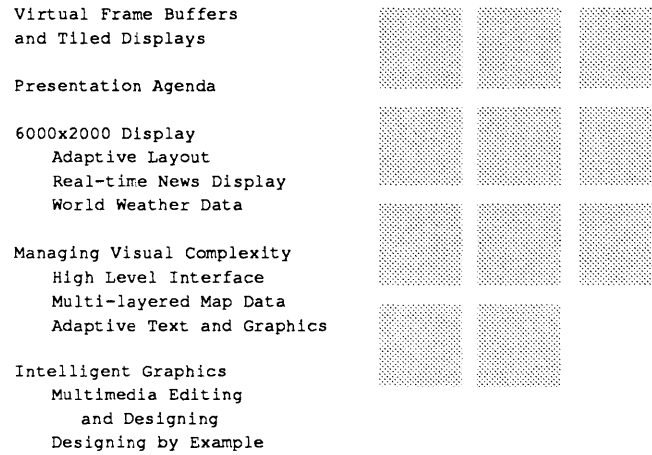 Virtual Frame Buffers
and Tiled Displays
Presentation Agenda
6000x2000 Display
Adaptive Layout
Real-time News Display
World Weather Data
Managing Visual Complexity
High Level Interface
Multi-layered Map Data
Adaptive Text and Graphics
Intelligent Graphics
Multimedia Editing
and Designing
Designing by Example